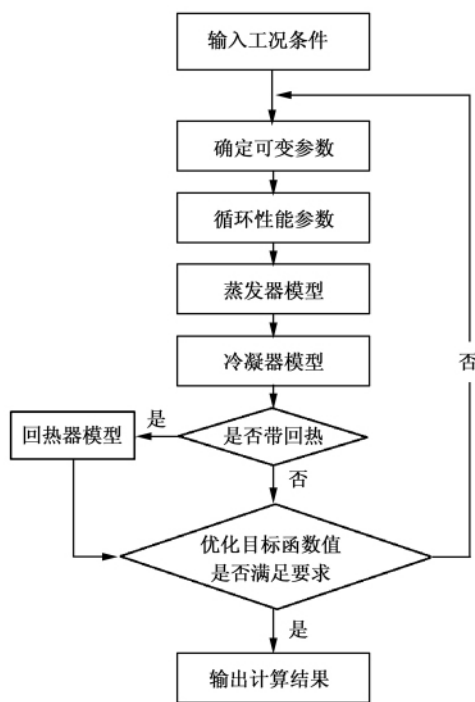 输入工况条件
确定可变参数
循环性能参数
蒸发器模型
冷凝器模型
否
是
回热器模型
是否带回热
否
优化目标函数值
是否满足要求
是
输出计算结果